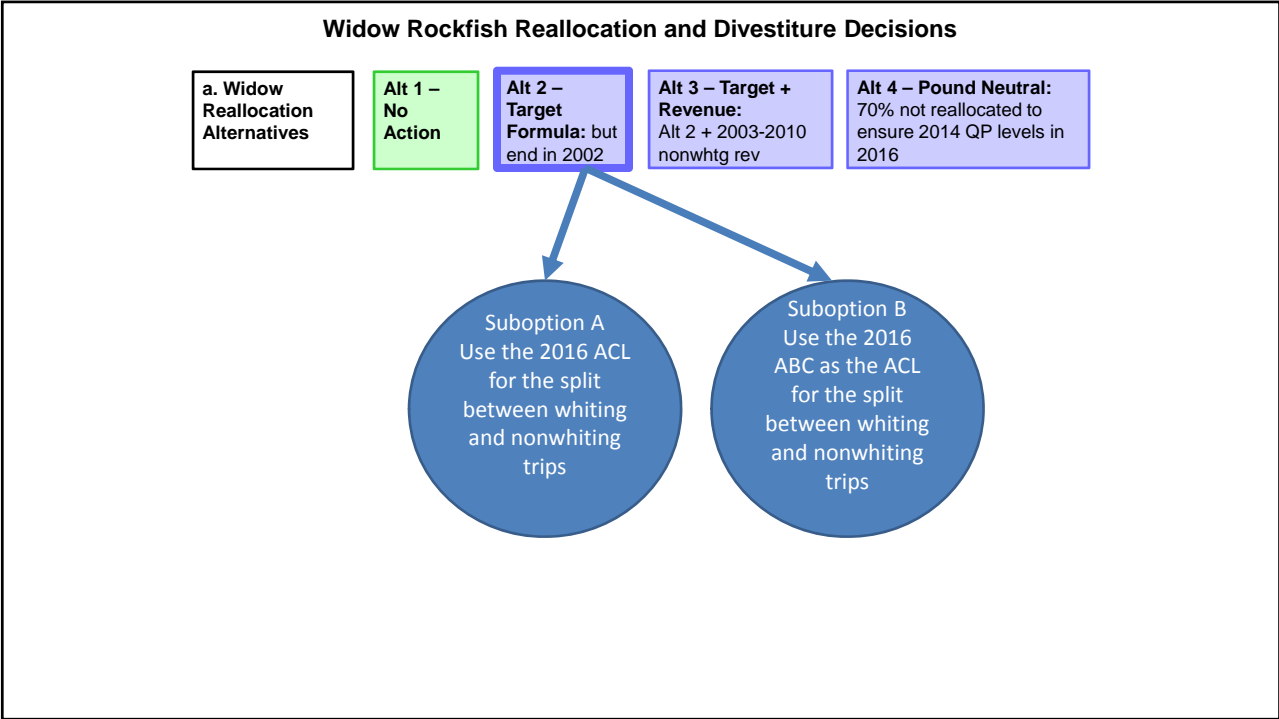 Widow Rockfish Reallocation and Divestiture Decisions
a. Widow
Reallocation
Alternatives
Alt 1 –
No
Action
Alt 2 –
Target
Formula: but
end in 2002
Alt 3 – Target +
Revenue:
Alt 2 + 2003-2010
nonwhtg rev
Alt 4 – Pound Neutral:
70% not reallocated to
ensure 2014 QP levels in
2016
Suboption A
Use the 2016 ACL
for the split
between whiting
and nonwhiting
trips
Suboption B
Use the 2016
ABC as the ACL
for the split
between whiting
and nonwhiting
trips